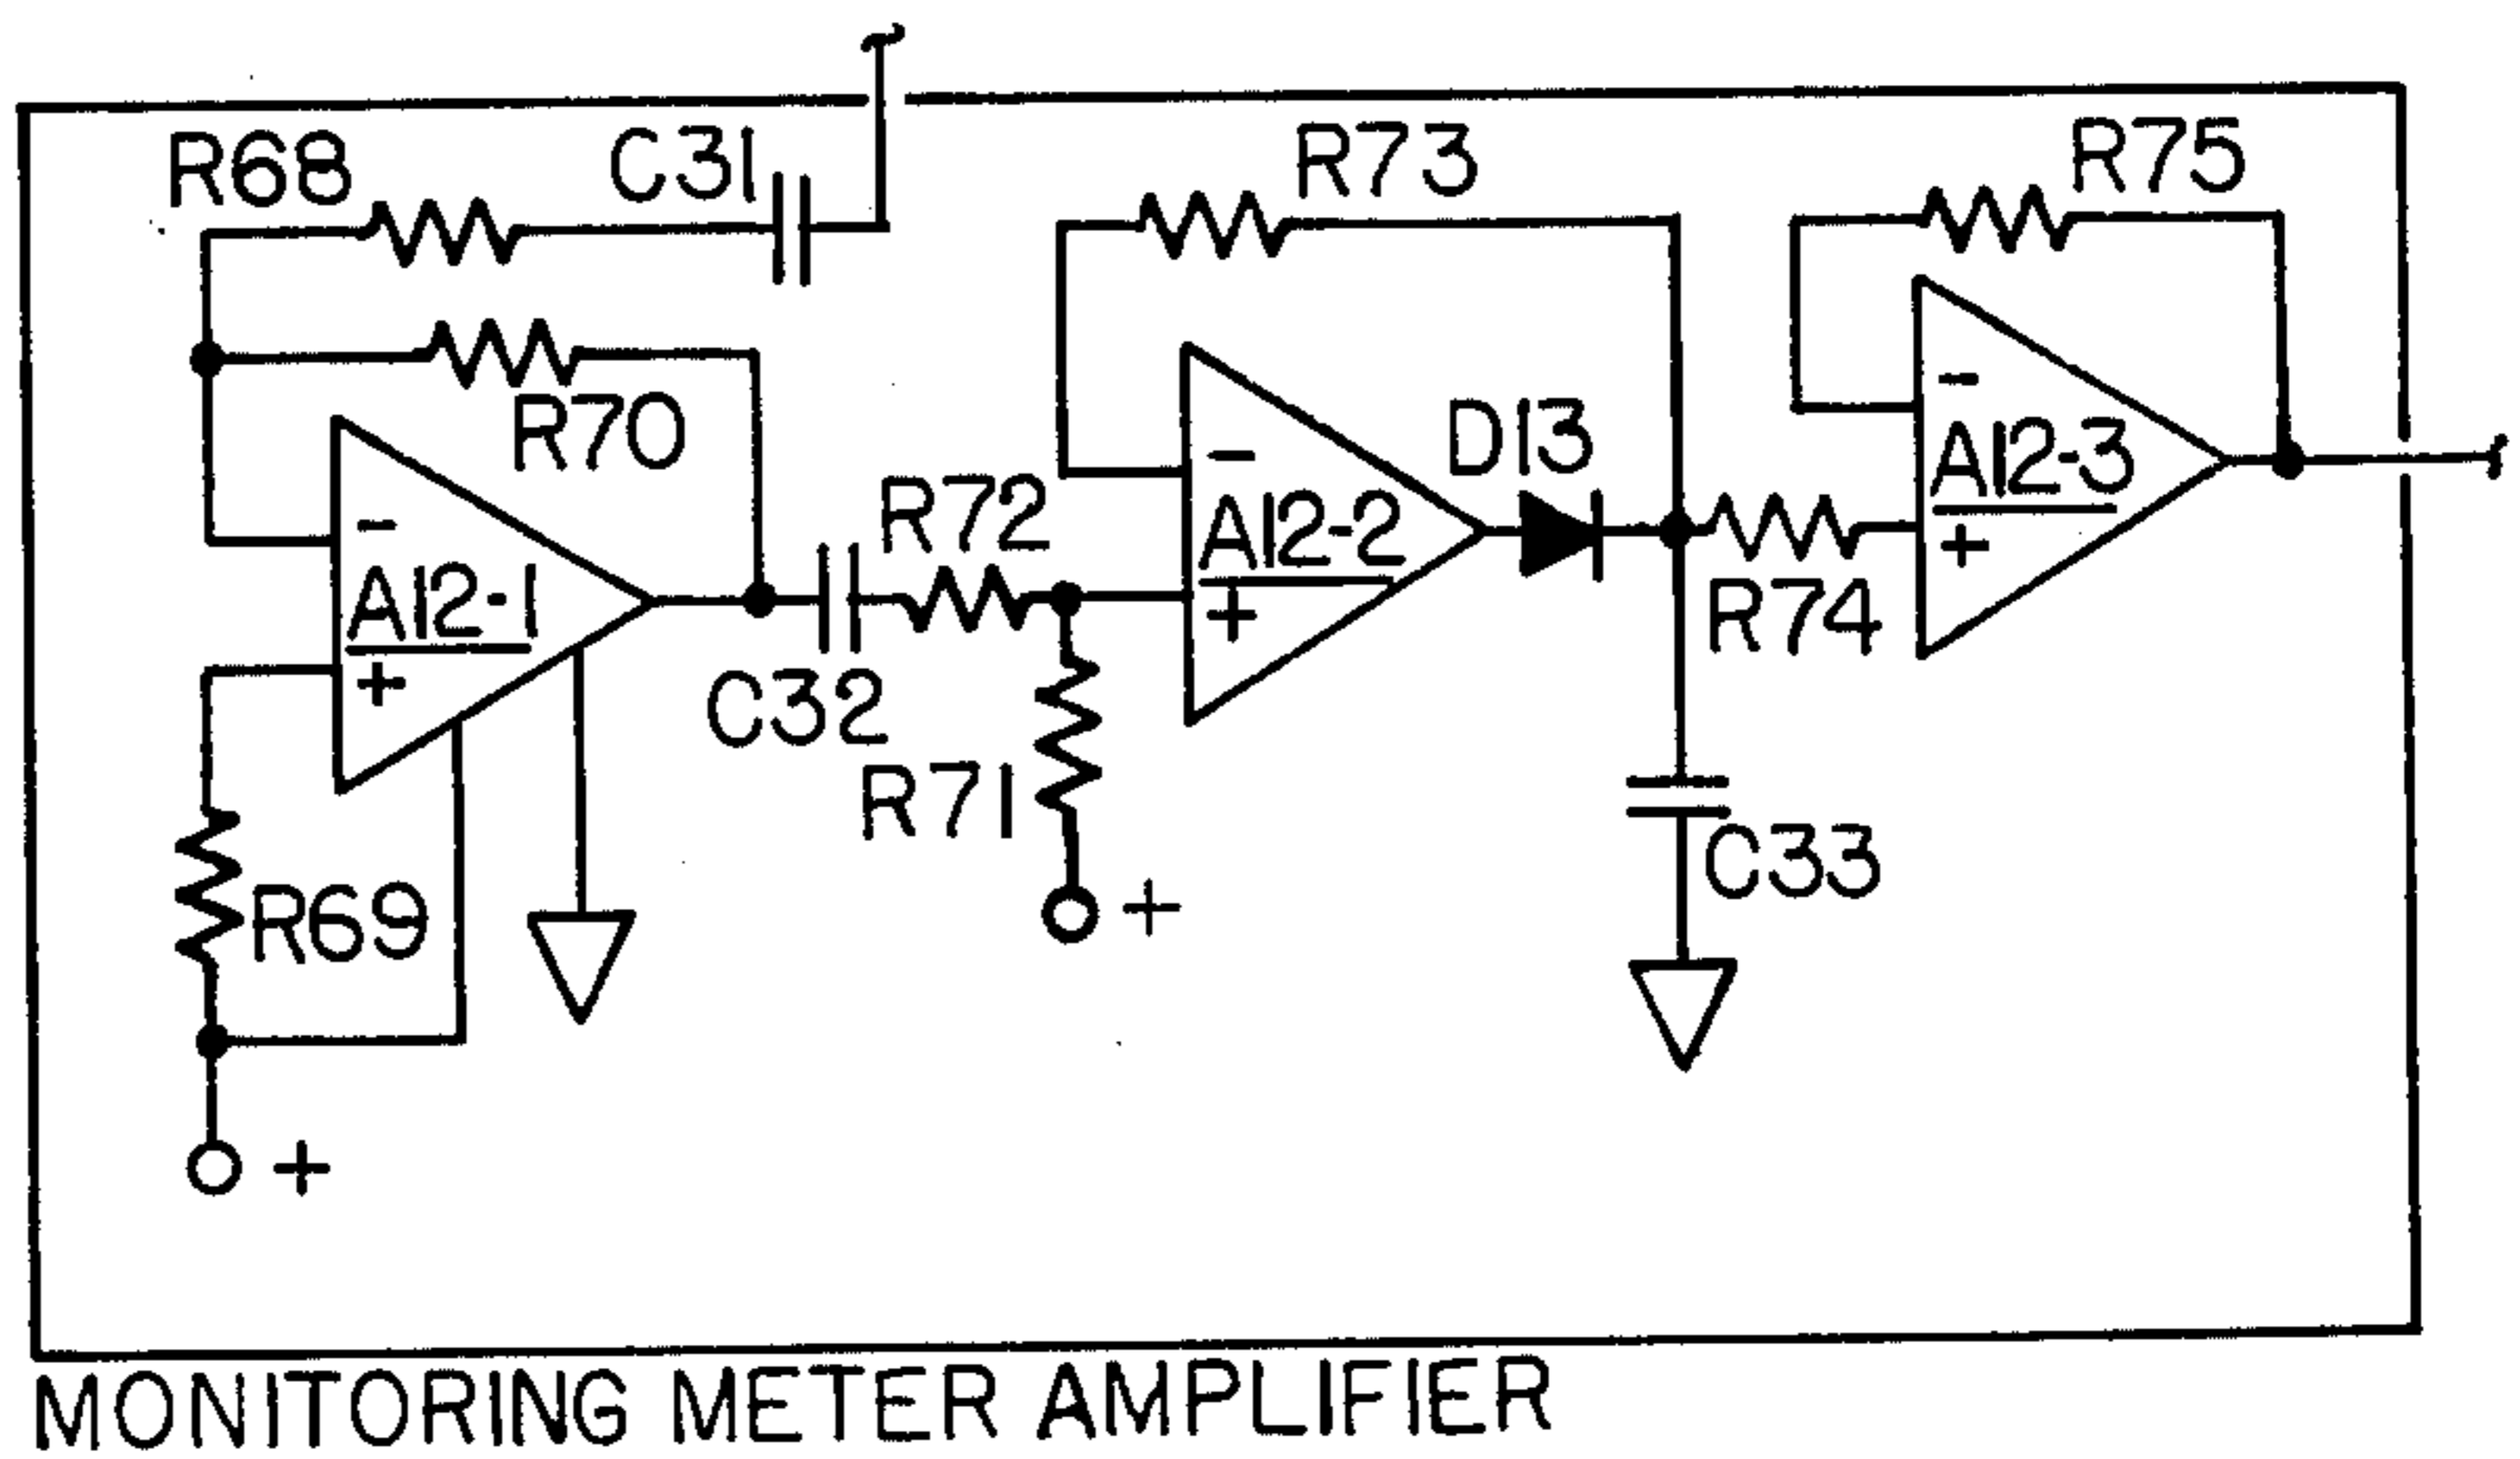 R68
C31
R73
R75
R70
-
A12-1
+
R72
-
A12-2
+
D13
-
A12-3
+
R74
C32
R71
+
C33
R69
+
MONITORING METER AMPLIFIER